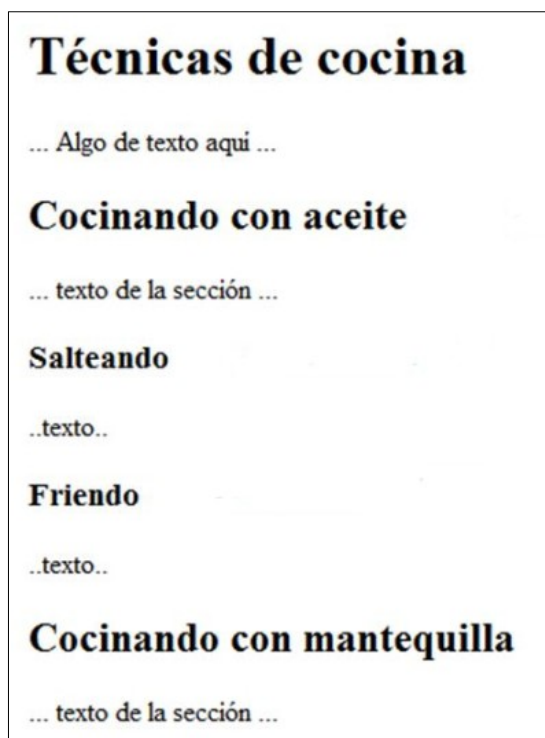 Técnicas de cocina
... Algo de texto aqui ...
Cocinando con aceite
... texto de la sección ...
Salteando
..texto..
Friendo
..texto..
Cocinando con mantequilla
... texto de la sección ...